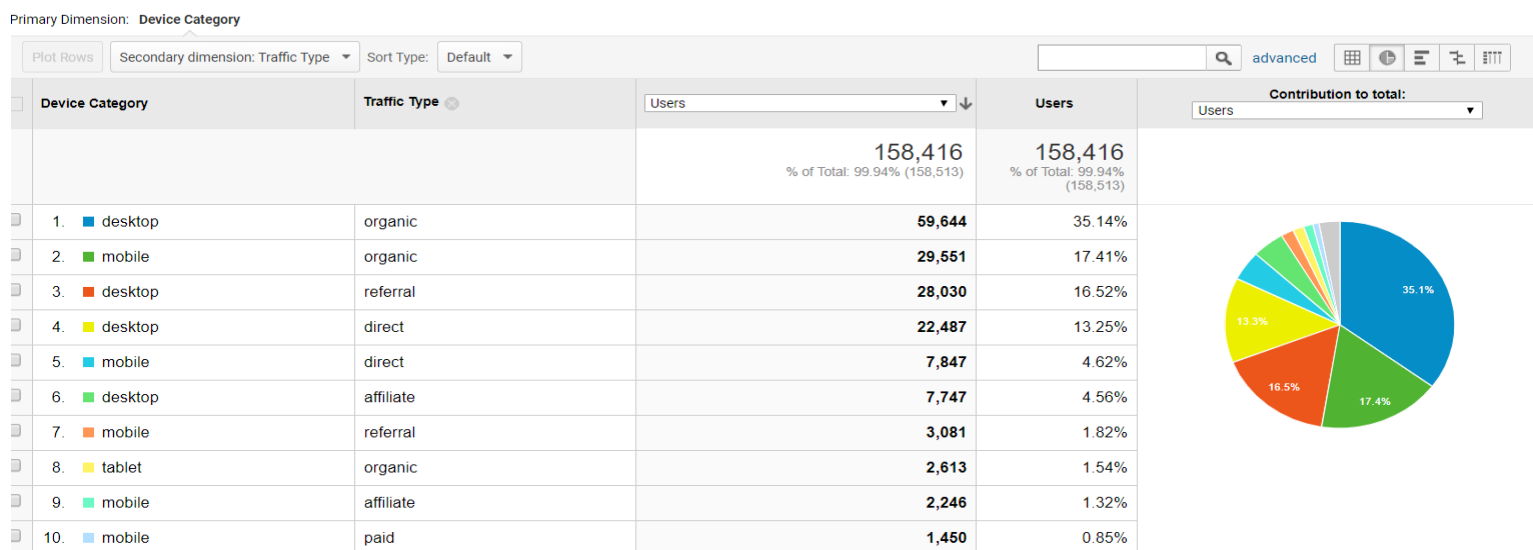 Primary Dimension: Device Category
Plot Rows Secondary dimension: Traffic Type Sort Type: Default advanced
Device Category Traffic Type Users Users Contribution to total:
Users
158,416 158,416
% of Total: 99.94% (158,513) % of Total: 99.94%
(158,513)
1. desktop organic 59,644 35.14%
2. mobile organic 29,551 17.41%
3. desktop referral 28,030 16.52%
4. desktop direct 22,487 13.25%
5. mobile direct 7,847 4.62%
6. desktop affiliate 7,747 4.56%
7. mobile referral 3,081 1.82%
8. tablet organic 2,613 1.54%
9. mobile affiliate 2,246 1.32%
10. mobile paid 1,450 0.85%
35.1%
13.3%
16.5%
17.4%